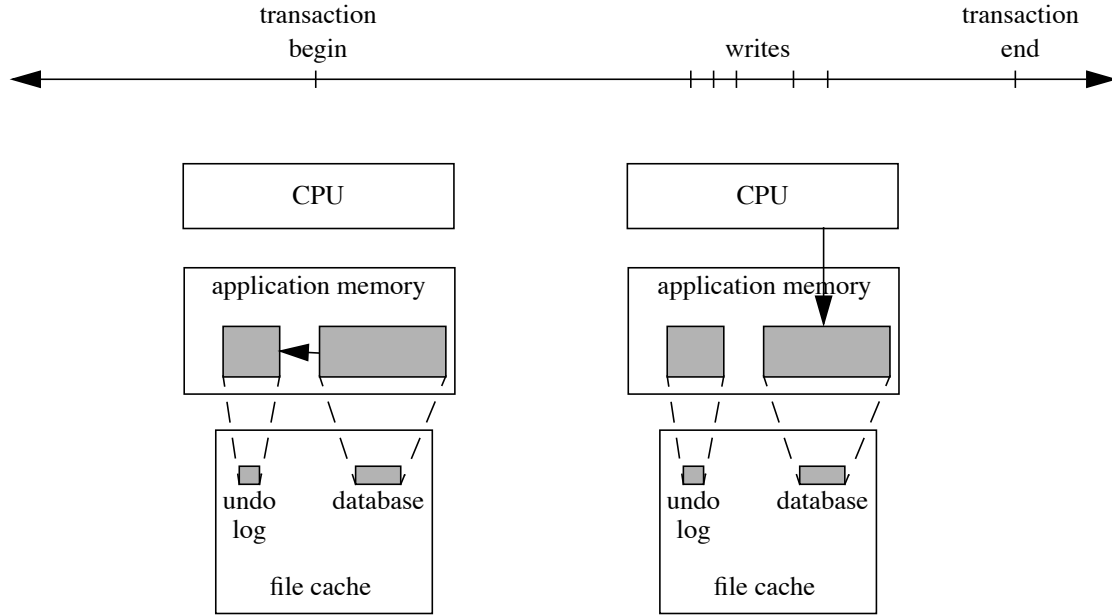 transaction
begin
writes
transaction
end
CPU
application memory
undo
log
database
file cache
CPU
application memory
undo
log
database
file cache